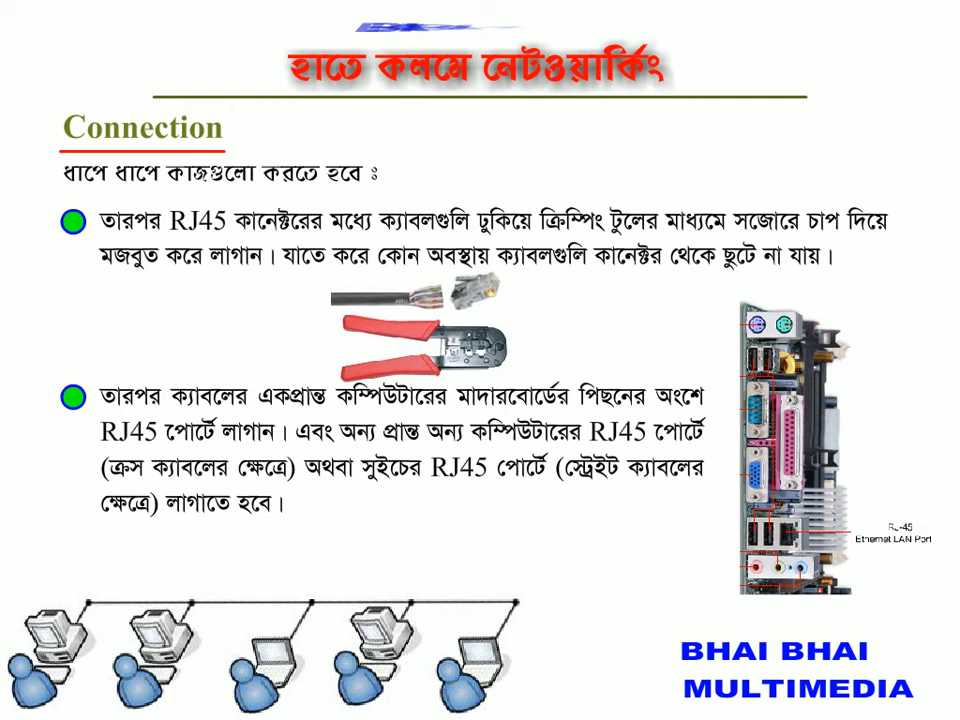 হাতে কলমে নেটওয়ার্কিং
Connection
ধাপে ধাপে কাজগুলো করতে হবে ঃ
তারপর RJ45 কানেক্টরের মধ্যে ক্যাবলগুলি ঢুকিয়ে ক্রিম্পিং টুলের মাধ্যমে সজোরে চাপ দিয়ে
মজবুত করে লাগান। যাতে করে কোন অবস্থায় ক্যাবলগুলি কানেক্টর থেকে ছুটে না যায়।
তারপর ক্যাবলের একপ্রান্ত কম্পিউটারের মাদারবোর্ডের পিছনের অংশে
RJ45 পোর্টে লাগান। এবং অন্য প্রান্ত অন্য কম্পিউটারের RJ45 পোর্টে
(ক্রস ক্যাবলের ক্ষেত্রে) অথবা সুইচের RJ45 পোর্টে (স্ট্রেইট ক্যাবলের
ক্ষেত্রে) লাগাতে হবে।
RJ-45
Ethernet LAN Port
BHAI BHAI
MULTIMEDIA